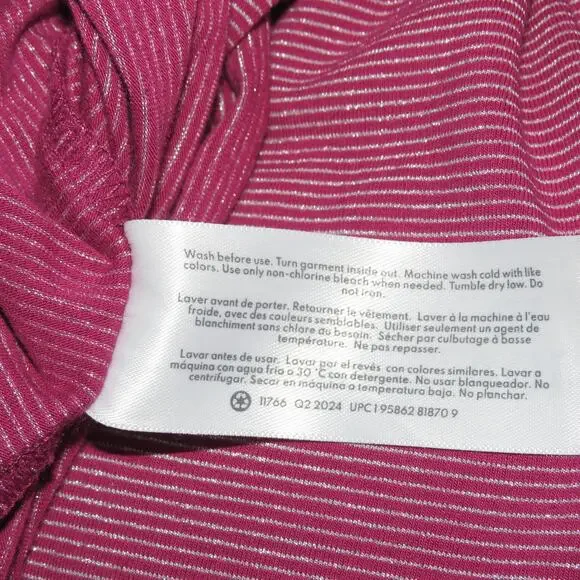 Wash before use. Turn garment inside out. Machine wash cold with like
colors. Use only non-chlorine bleach when needed. Tumble dry low. Do
not iron.
Laver avant de porter. Retourner le vêtement. Laver à la machine à l'eau
froide, avec des couleurs semblables. Utiliser seulement un agent de
blanchiment sans chlore au besoin. Sécher par culbutage à basse
température. Ne pas repasser.
Lavar antes de usar. Lavar por el revés con colores similares. Lavar a
máquina con agua fría o 30 °C con detergente. No usar blanqueador. No
centrifugar. Secar en máquina a temperatura baja. No planchar.
11766 Q2 2024 UPC 1 95862 81870 9